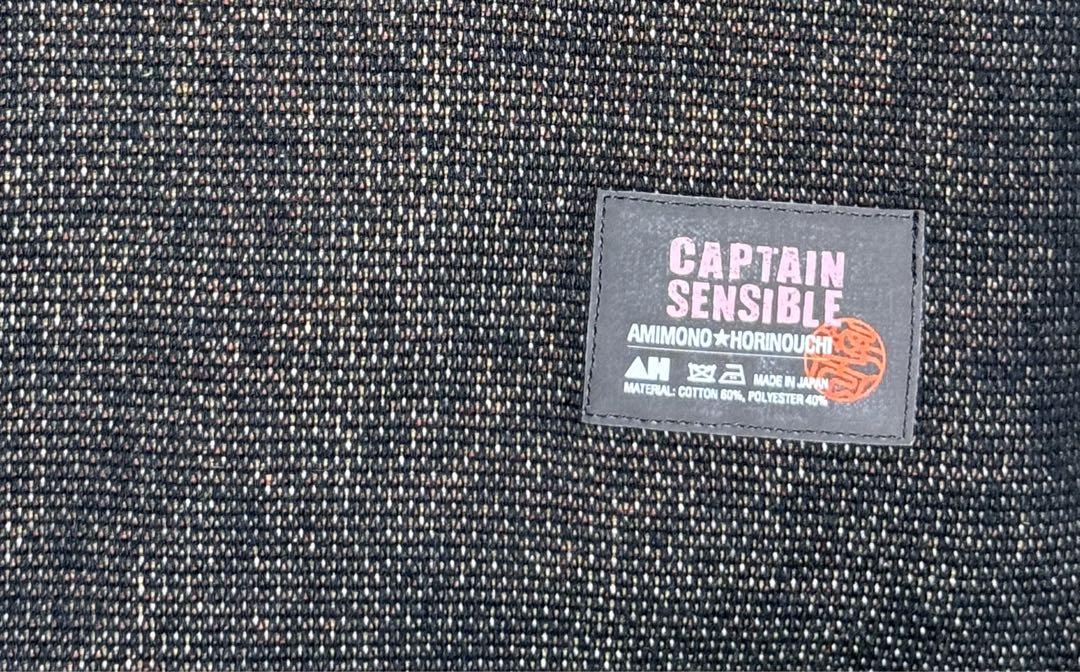 CAPTAIN
SENSIBLE
AMIMONO★HORINOUCHI
AH
MADE IN JAPAN
MATERIAL: COTTON 60%, POLYESTER 40%